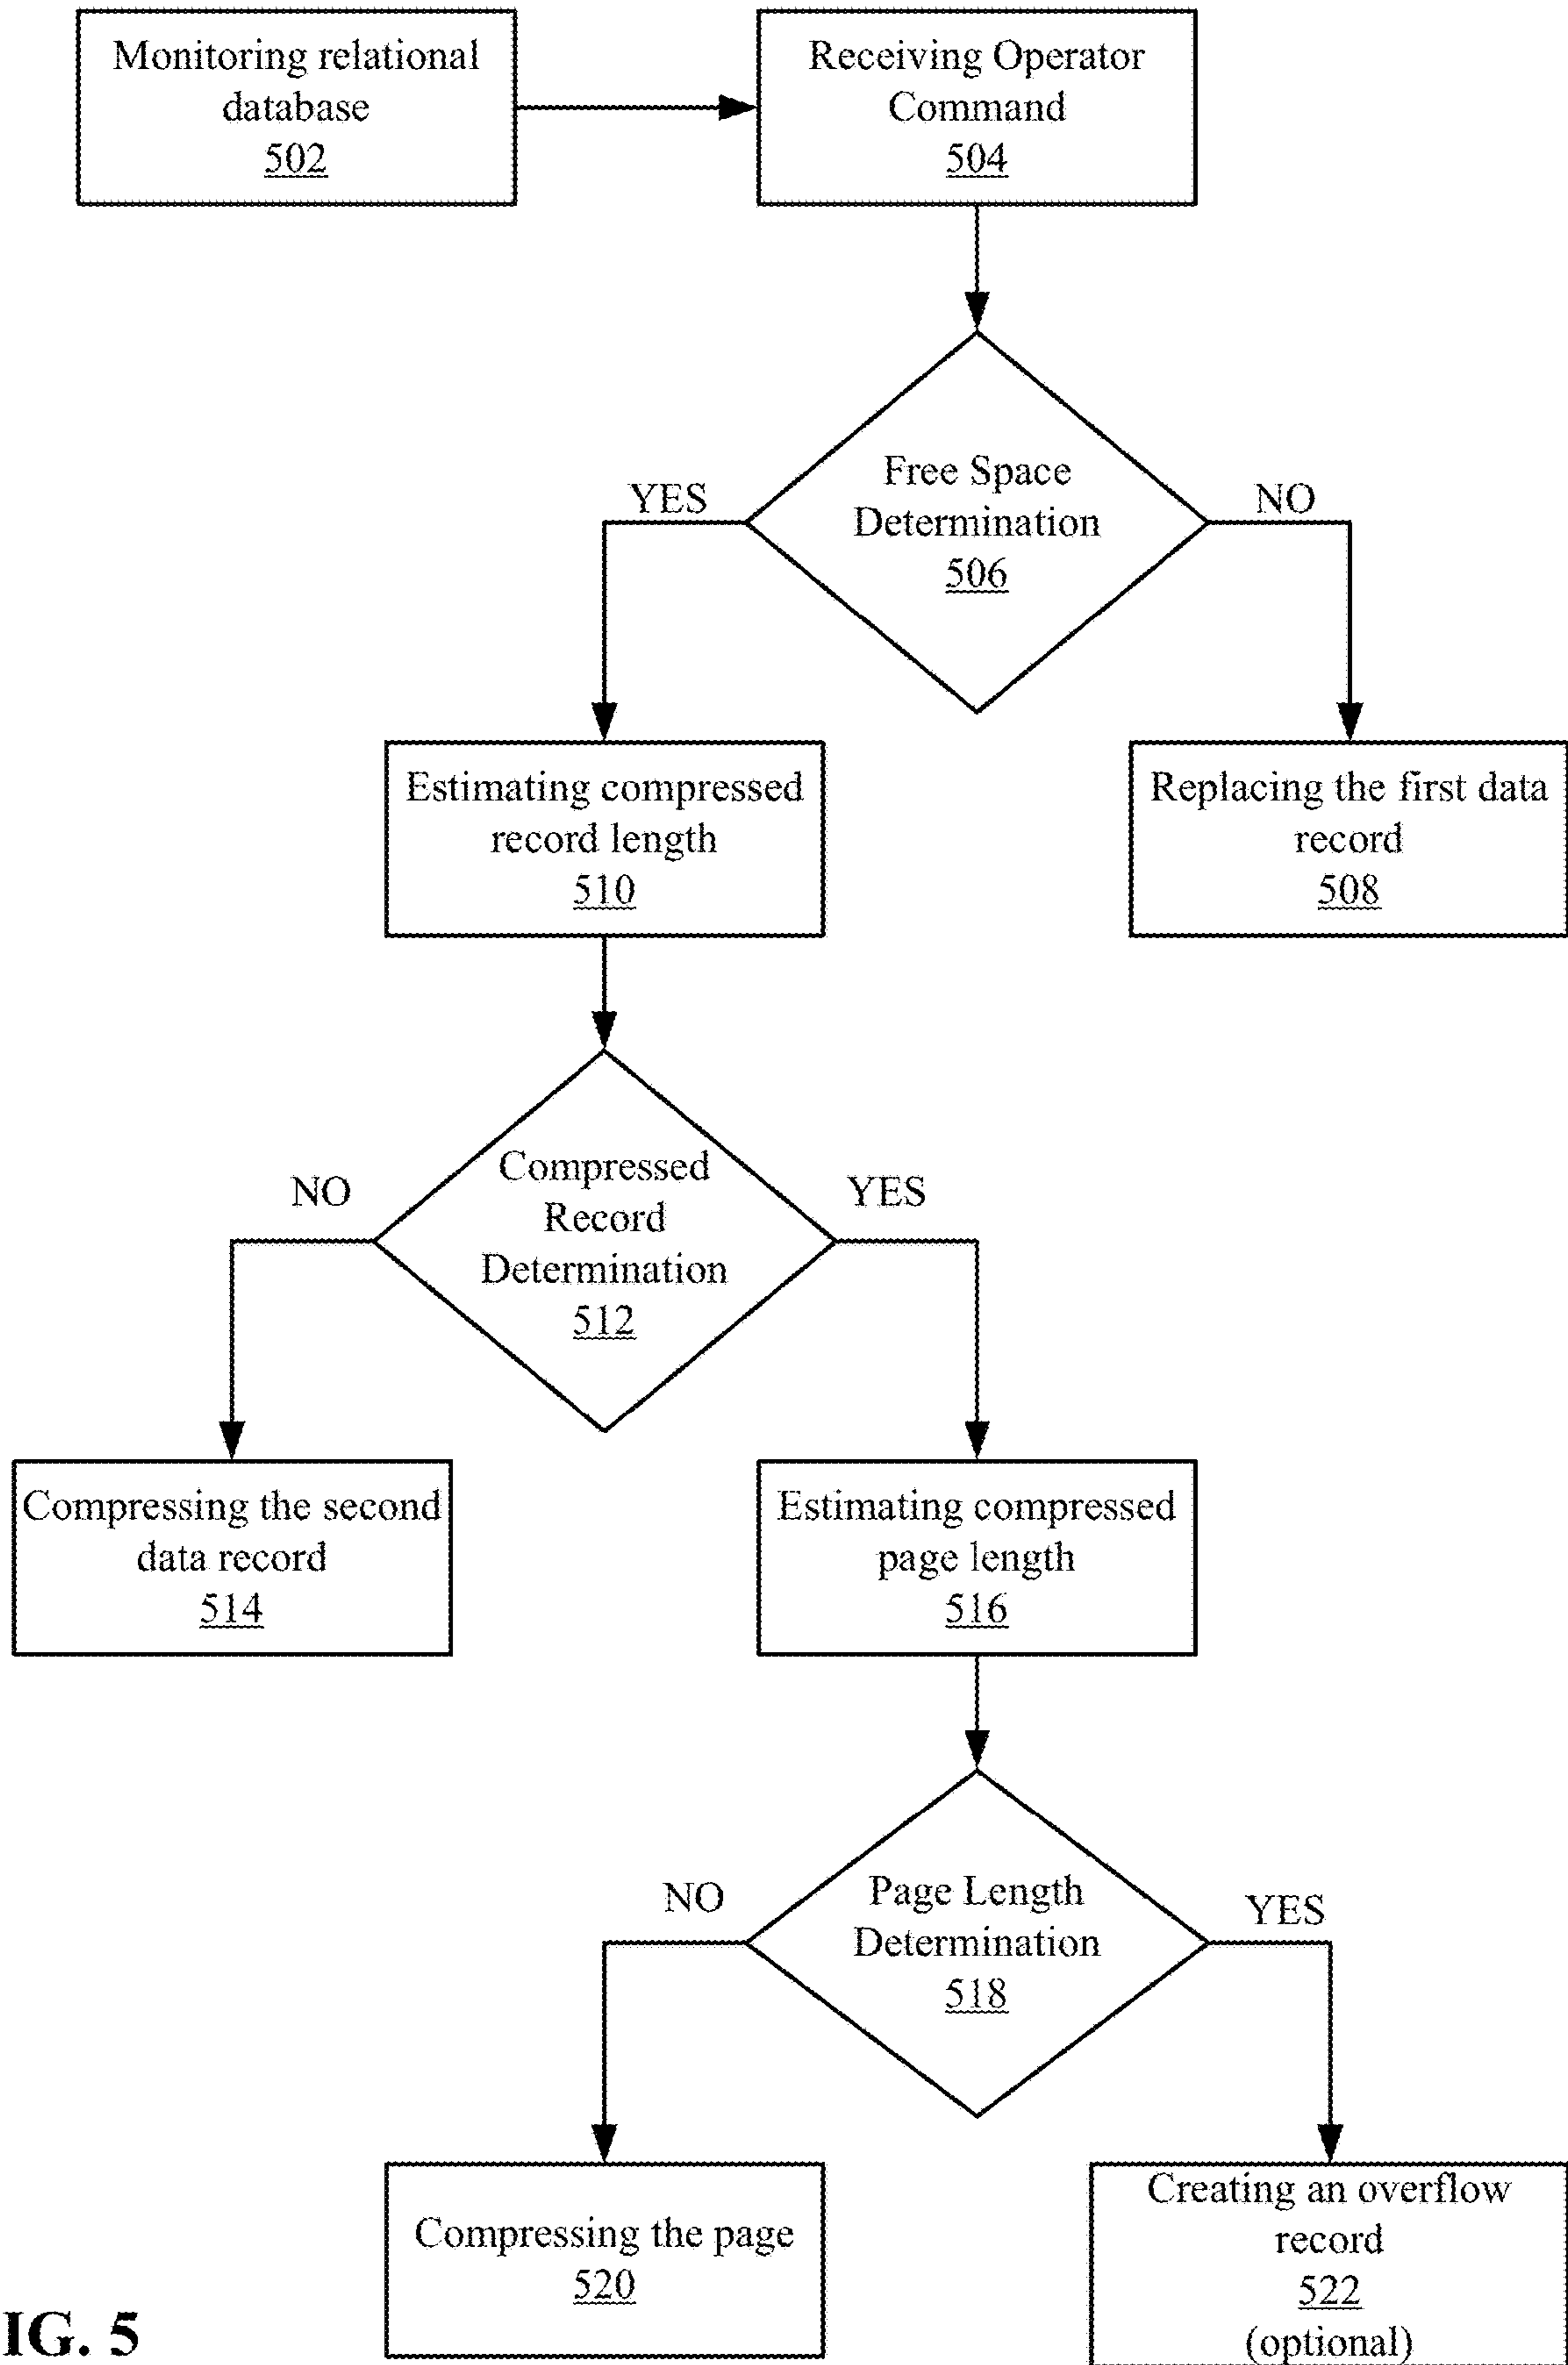 Monitoring relational
database
502
Receiving Operator
Command
504
Free Space
Determination
506
YES
NO
Estimating compressed
record length
510
Replacing the first data
record
508
Compressed
Record
Determination
512
NO
YES
Compressing the second
data record
514
Estimating compressed
page length
516
Page Length
Determination
518
NO
YES
Compressing the page
520
Creating an overflow
record
522
(optional)
IG. 5